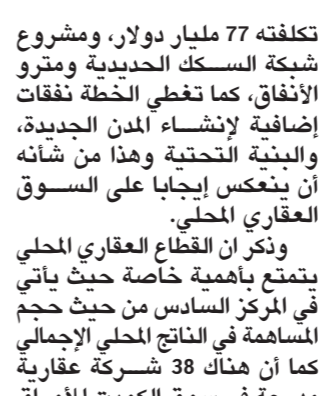 تكلفته 77 مليار دولار، ومشروع
شبكة السكك الحديدية ومترو
الأنفاق، كما تغطي الخطة نفقات
إضافية لإنشاء المدن الجديدة،
والبنية التحتية وهذا من شأنه
أن ينعكس إيجابا على السوق
العقاري المحلي.
وذكر ان القطاع العقاري المحلي
يتمتع بأهمية خاصة حيث يأتي
في المركز السادس من حيث حجم
المساهمة في الناتج المحلي الإجمالي
كما أن هناك 38 شركة عقارية